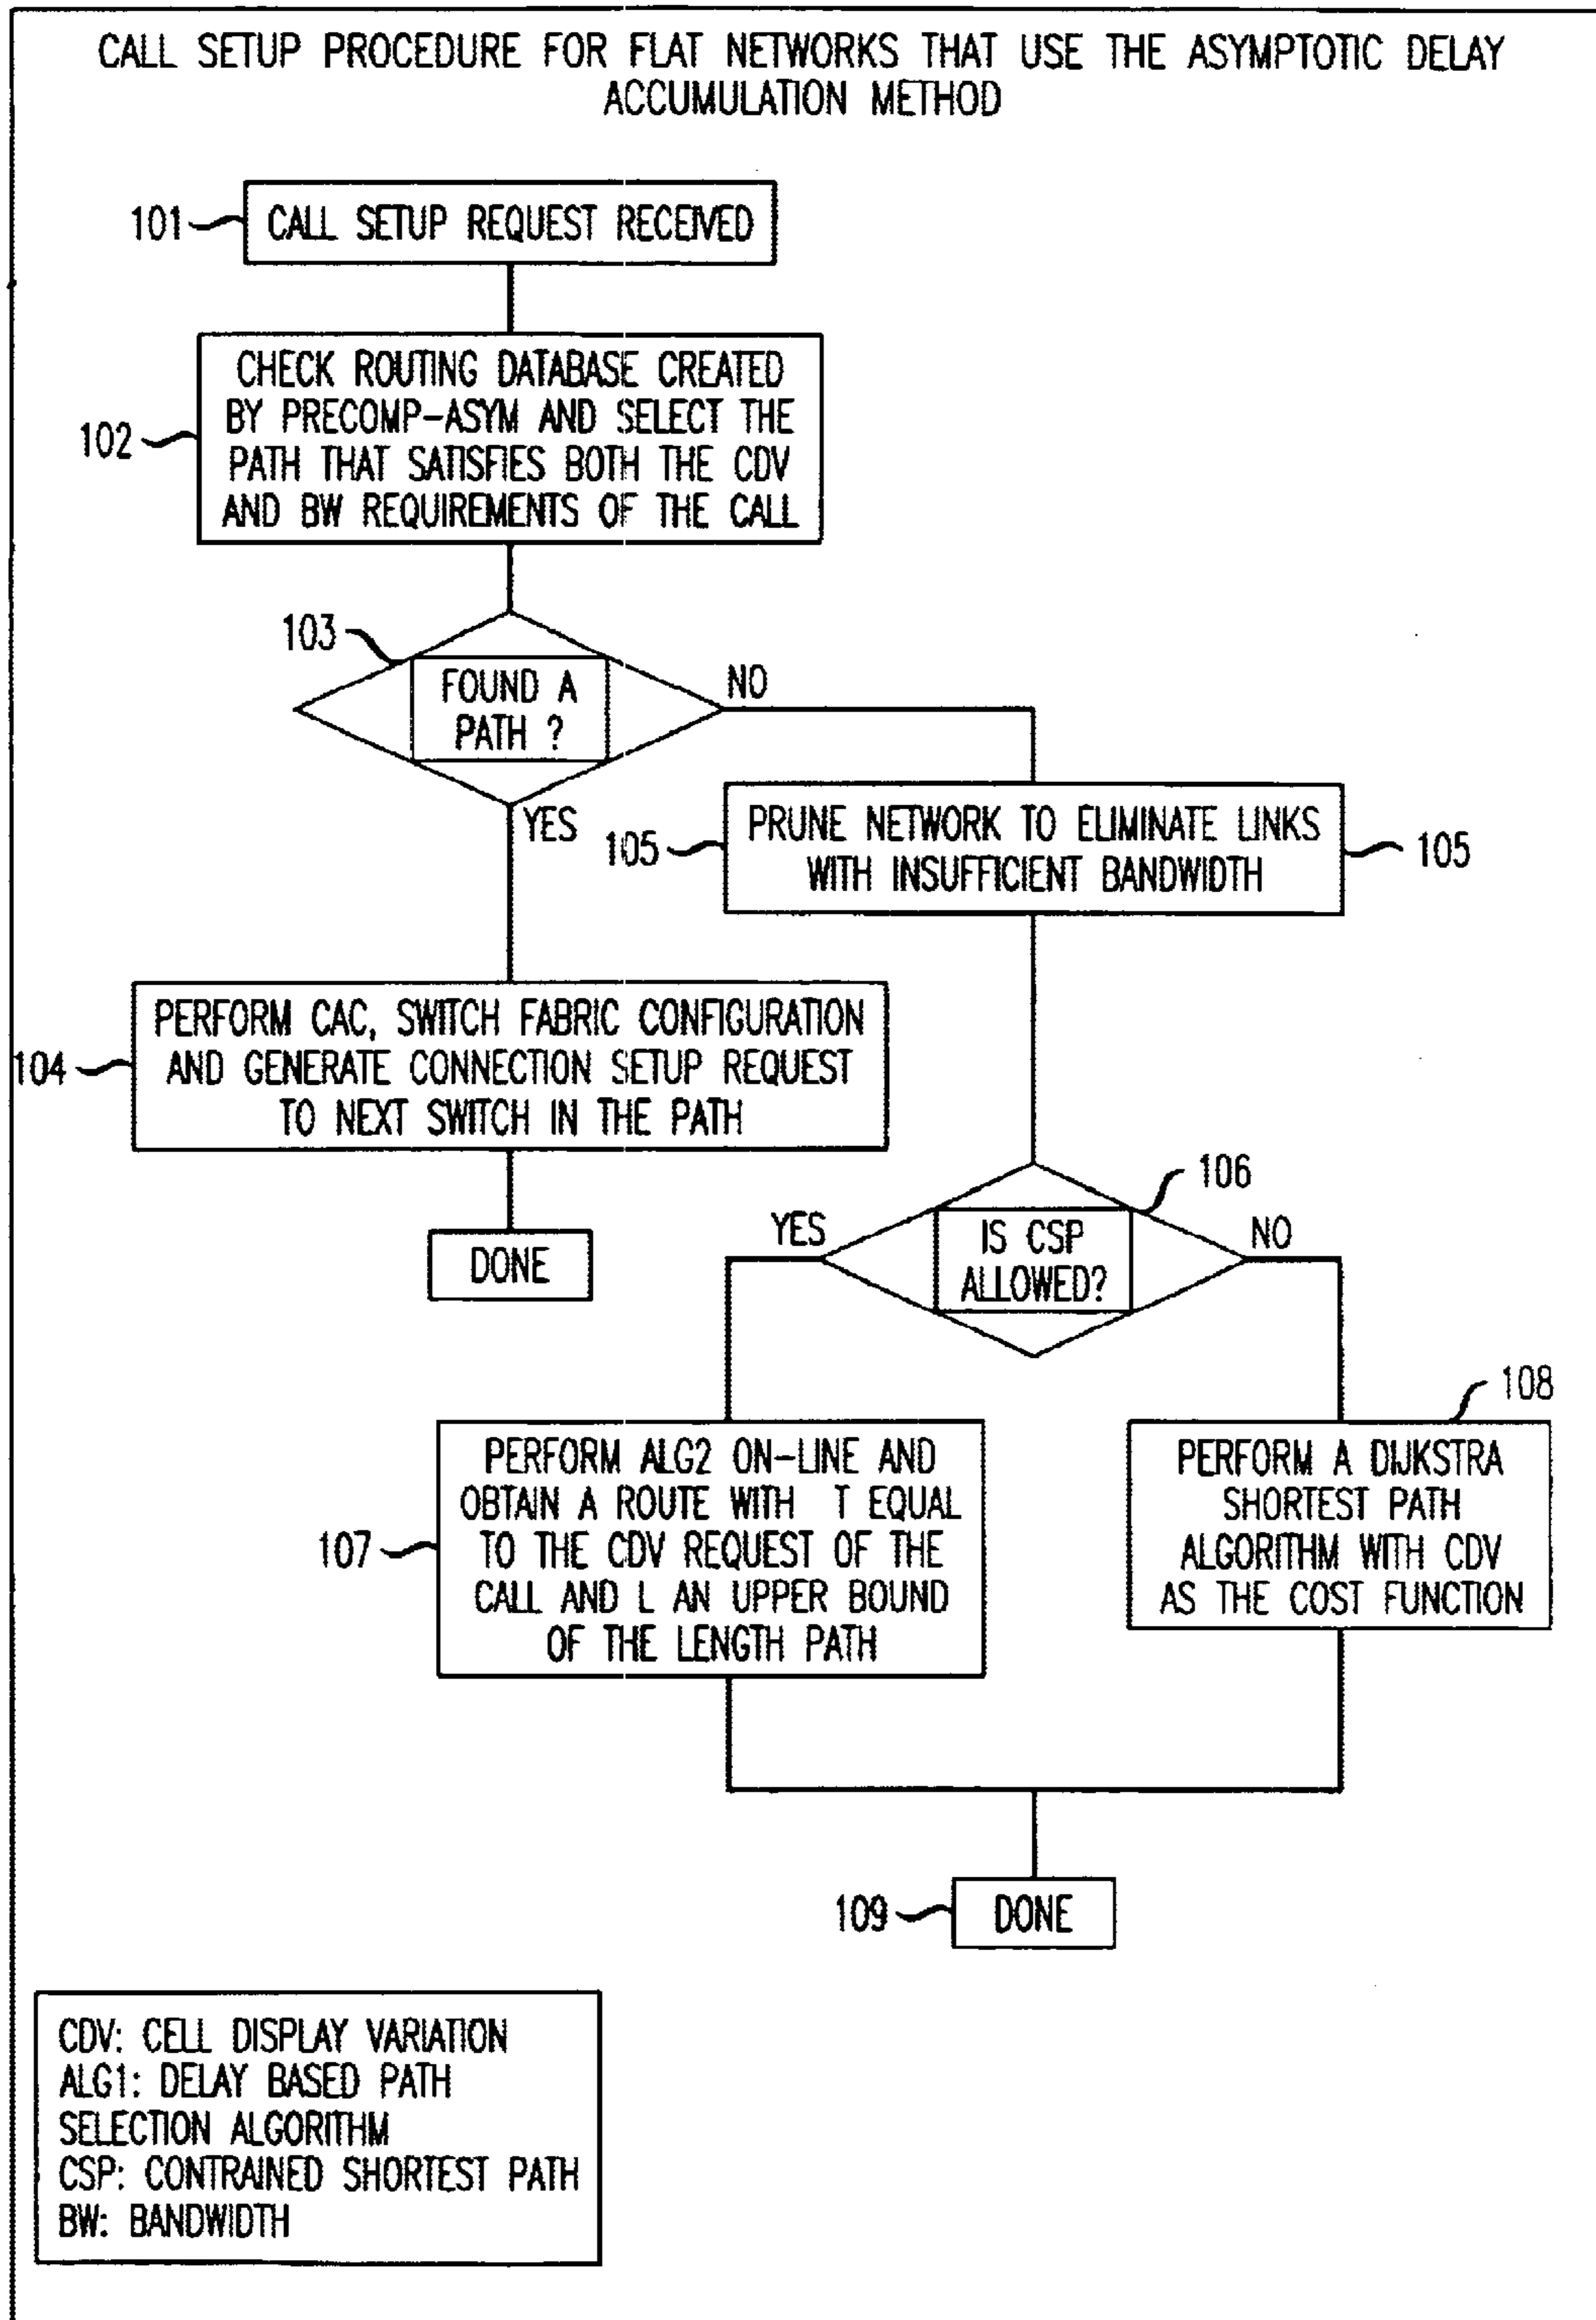 CALL SETUP PROCEDURE FOR FLAT NETWORKS THAT USE THE ASYMPTOTIC DELAY
ACCUMULATION METHOD
101
CALL SETUP REQUEST RECEIVED
102
CHECK ROUTING DATABASE CREATED
BY PRECOMP-ASYM AND SELECT THE
PATH THAT SATISFIES BOTH THE CDV
AND BW REQUIREMENTS OF THE CALL
103
FOUND A
PATH ?
NO
YES
105
PRUNE NETWORK TO ELIMINATE LINKS
WITH INSUFFICIENT BANDWIDTH
105
104
PERFORM CAC, SWITCH FABRIC CONFIGURATION
AND GENERATE CONNECTION SETUP REQUEST
TO NEXT SWITCH IN THE PATH
DONE
106
YES
IS CSP
ALLOWED?
NO
107
PERFORM ALG2 ON-LINE AND
OBTAIN A ROUTE WITH T EQUAL
TO THE CDV REQUEST OF THE
CALL AND L AN UPPER BOUND
OF THE LENGTH PATH
108
PERFORM A DIJKSTRA
SHORTEST PATH
ALGORITHM WITH CDV
AS THE COST FUNCTION
109
DONE
CDV: CELL DISPLAY VARIATION
ALG1: DELAY BASED PATH
SELECTION ALGORITHM
CSP: CONTRAINED SHORTEST PATH
BW: BANDWIDTH